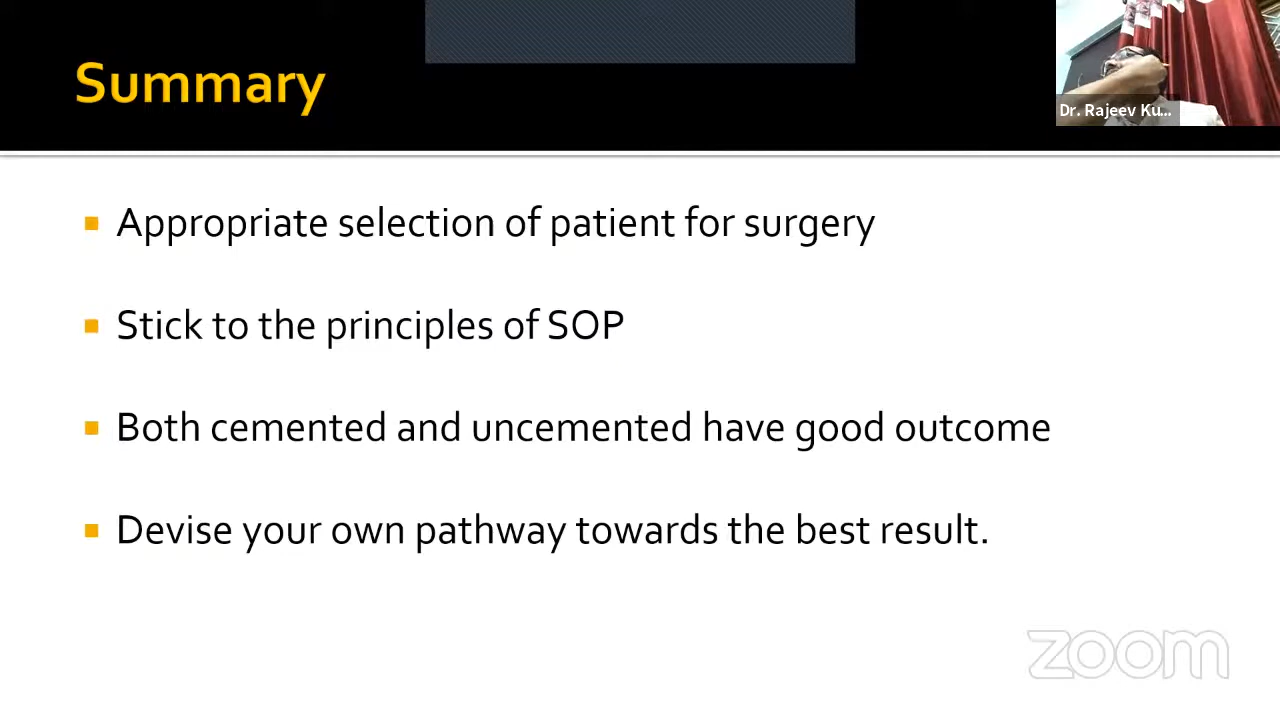 Summary
Dr. Rajeev Ku...
Appropriate selection of patient for surgery
Stick to the principles of SOP
Both cemented and uncemented have good outcome
Devise your own pathway towards the best result.
zoom